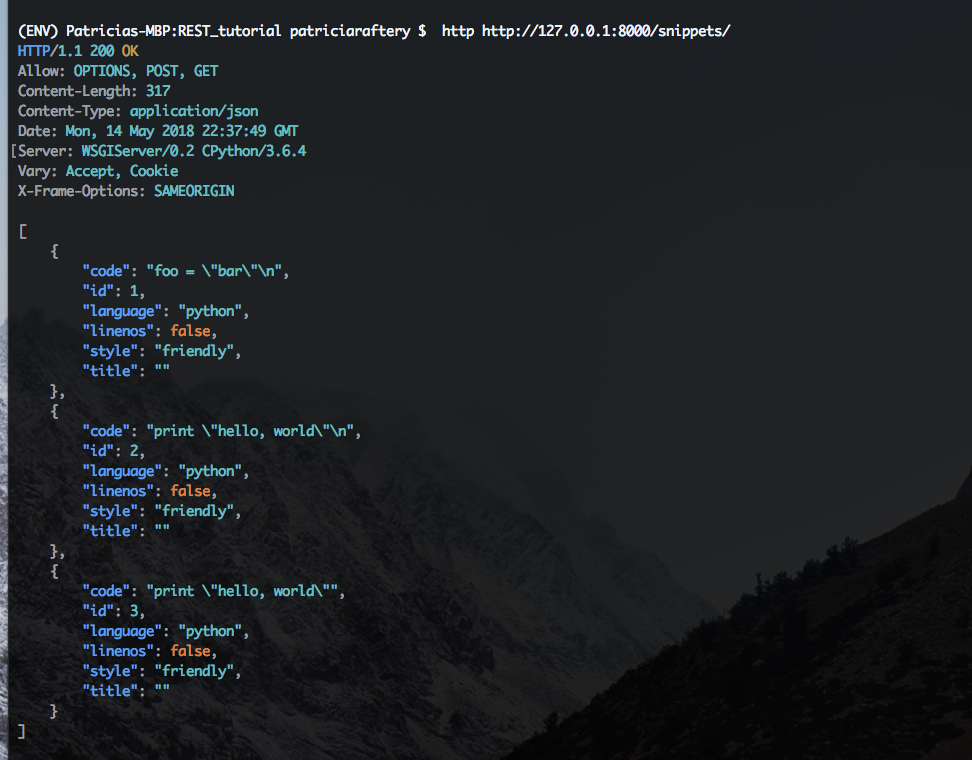 (ENV) Patricias-MBP:REST_tutorial patriciaraftery $  http http://127.0.0.1:8000/snippets/
HTTP/1.1 200 OK
Allow: OPTIONS, POST, GET
Content-Length: 317
Content-Type: application/json
Date: Mon, 14 May 2018 22:37:49 GMT
[Server: WSGIServer/0.2 CPython/3.6.4
Vary: Accept, Cookie
X-Frame-Options: SAMEORIGIN

[
    {
        "code": "foo = \"bar\"\n",
        "id": 1,
        "language": "python",
        "linenos": false,
        "style": "friendly",
        "title": ""
    },
    {
        "code": "print \"hello, world\"\n",
        "id": 2,
        "language": "python",
        "linenos": false,
        "style": "friendly",
        "title": ""
    },
    {
        "code": "print \"hello, world\"",
        "id": 3,
        "language": "python",
        "linenos": false,
        "style": "friendly",
        "title": ""
    }
]